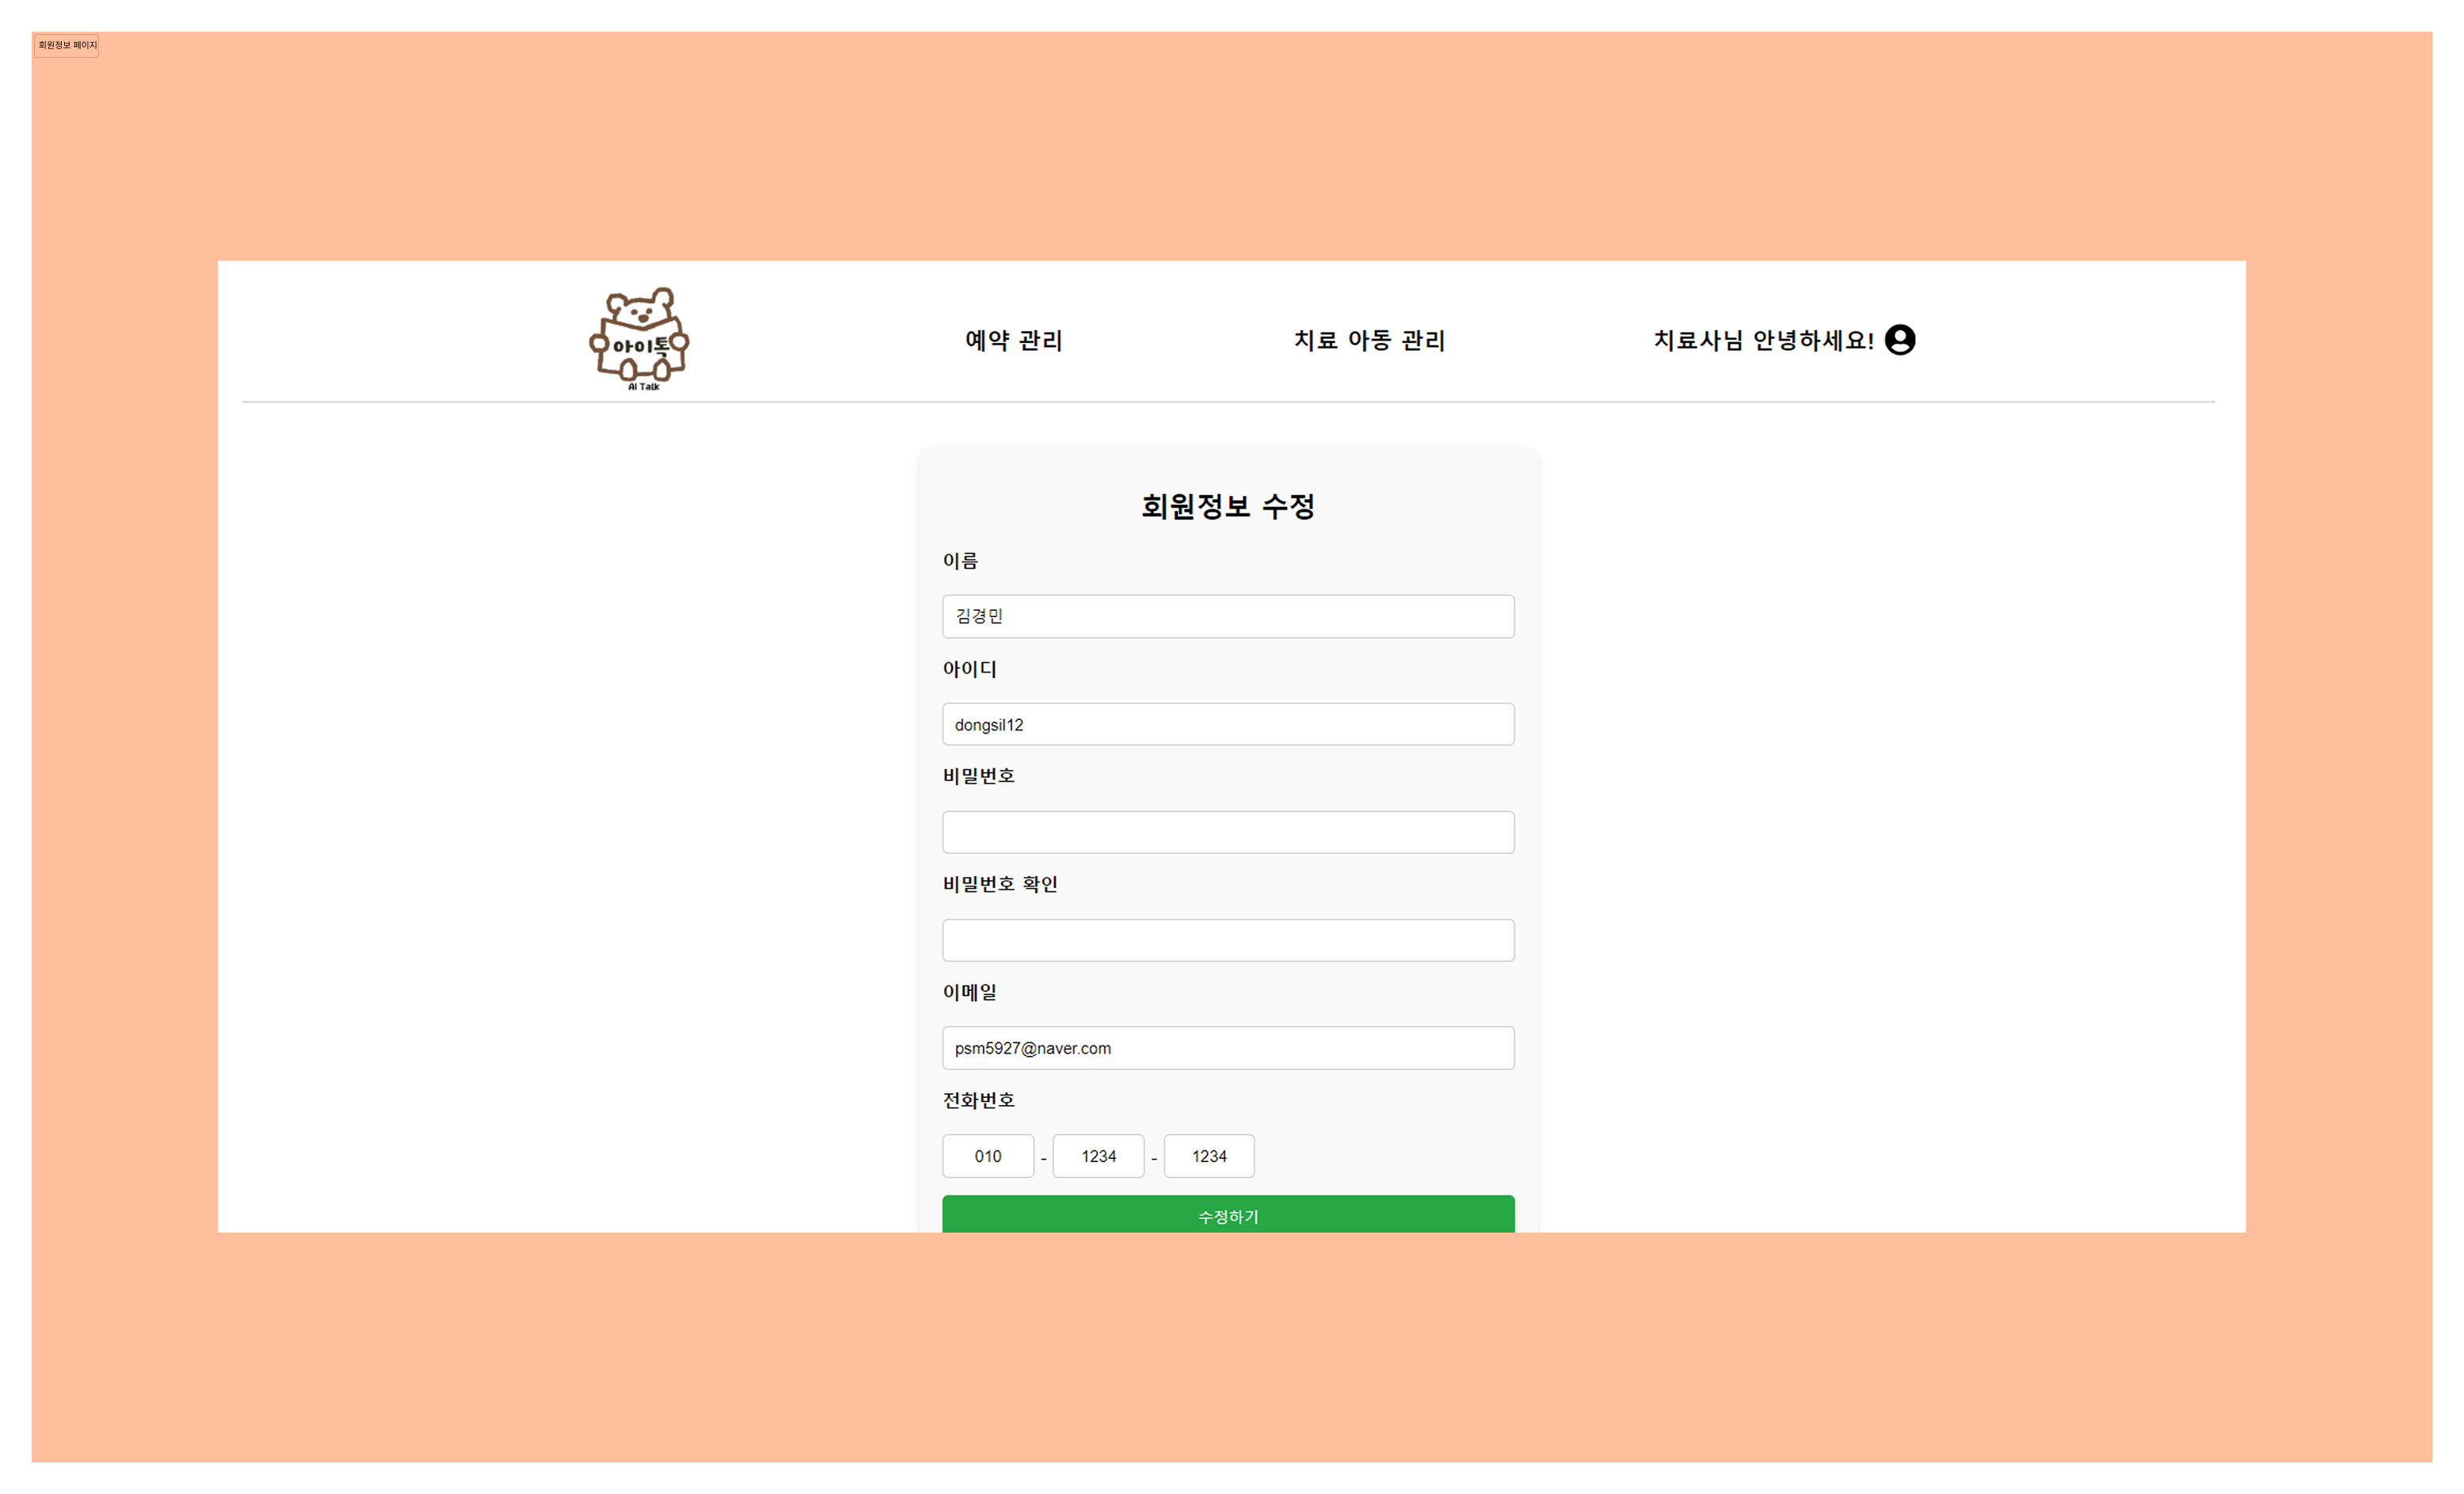 회원정보 페이지
아이톡
AI Talk
예약 관리
치료 아동 관리
치료사님 안녕하세요!
회원정보 수정
이름
김경민
아이디
dongsil12
비밀번호
비밀번호 확인
이메일
psm5927@naver.com
전화번호
010 - 1234 - 1234
수정하기